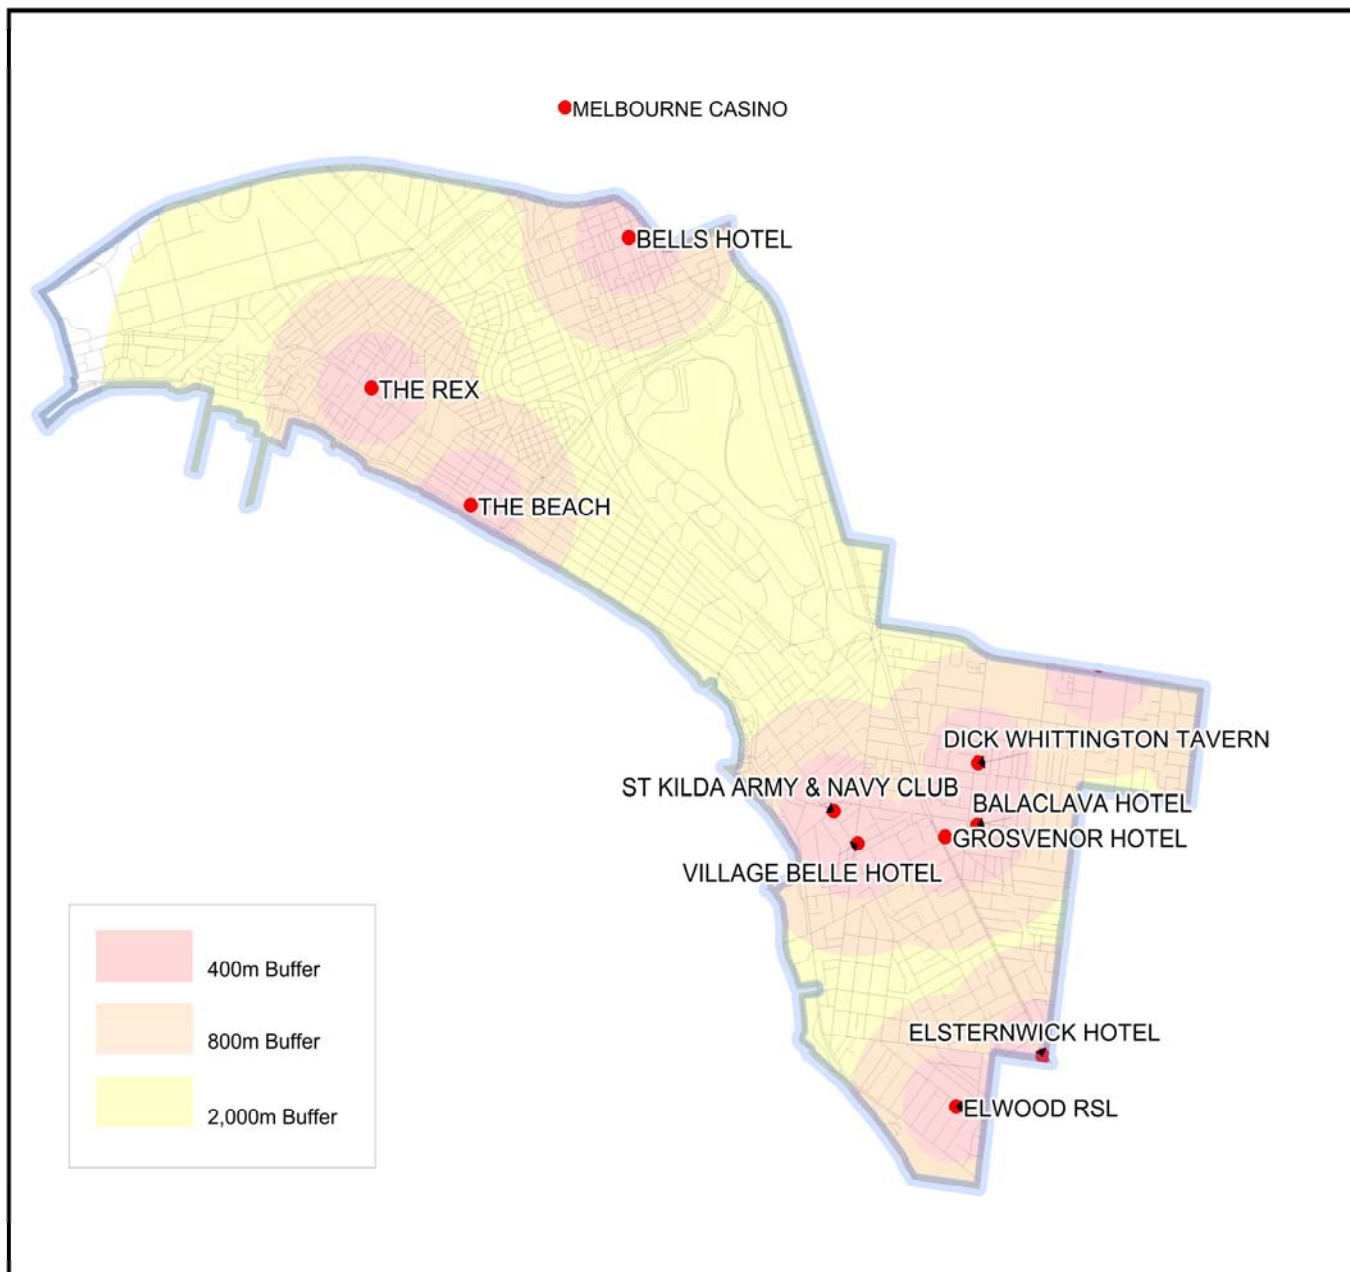 MELBOURNE CASINO
BELLS HOTEL
THE REX
THE BEACH
DICK WHITTINGTON TAVERN
ST KILDA ARMY & NAVY CLUB
BALACLAVA HOTEL
GROSVENOR HOTEL
VILLAGE BELLE HOTEL
400m Buffer
800m Buffer
2,000m Buffer
ELSTERNWICK HOTEL
ELWOOD RSL